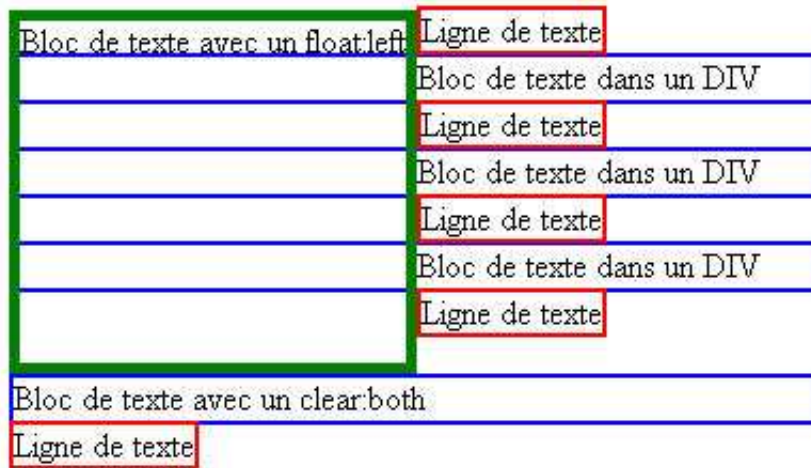 Bloc de texte avec un float:left
Ligne de texte
Bloc de texte dans un DIV
Ligne de texte
Bloc de texte dans un DIV
Ligne de texte
Bloc de texte dans un DIV
Ligne de texte
Bloc de texte avec un clear:both
Ligne de texte